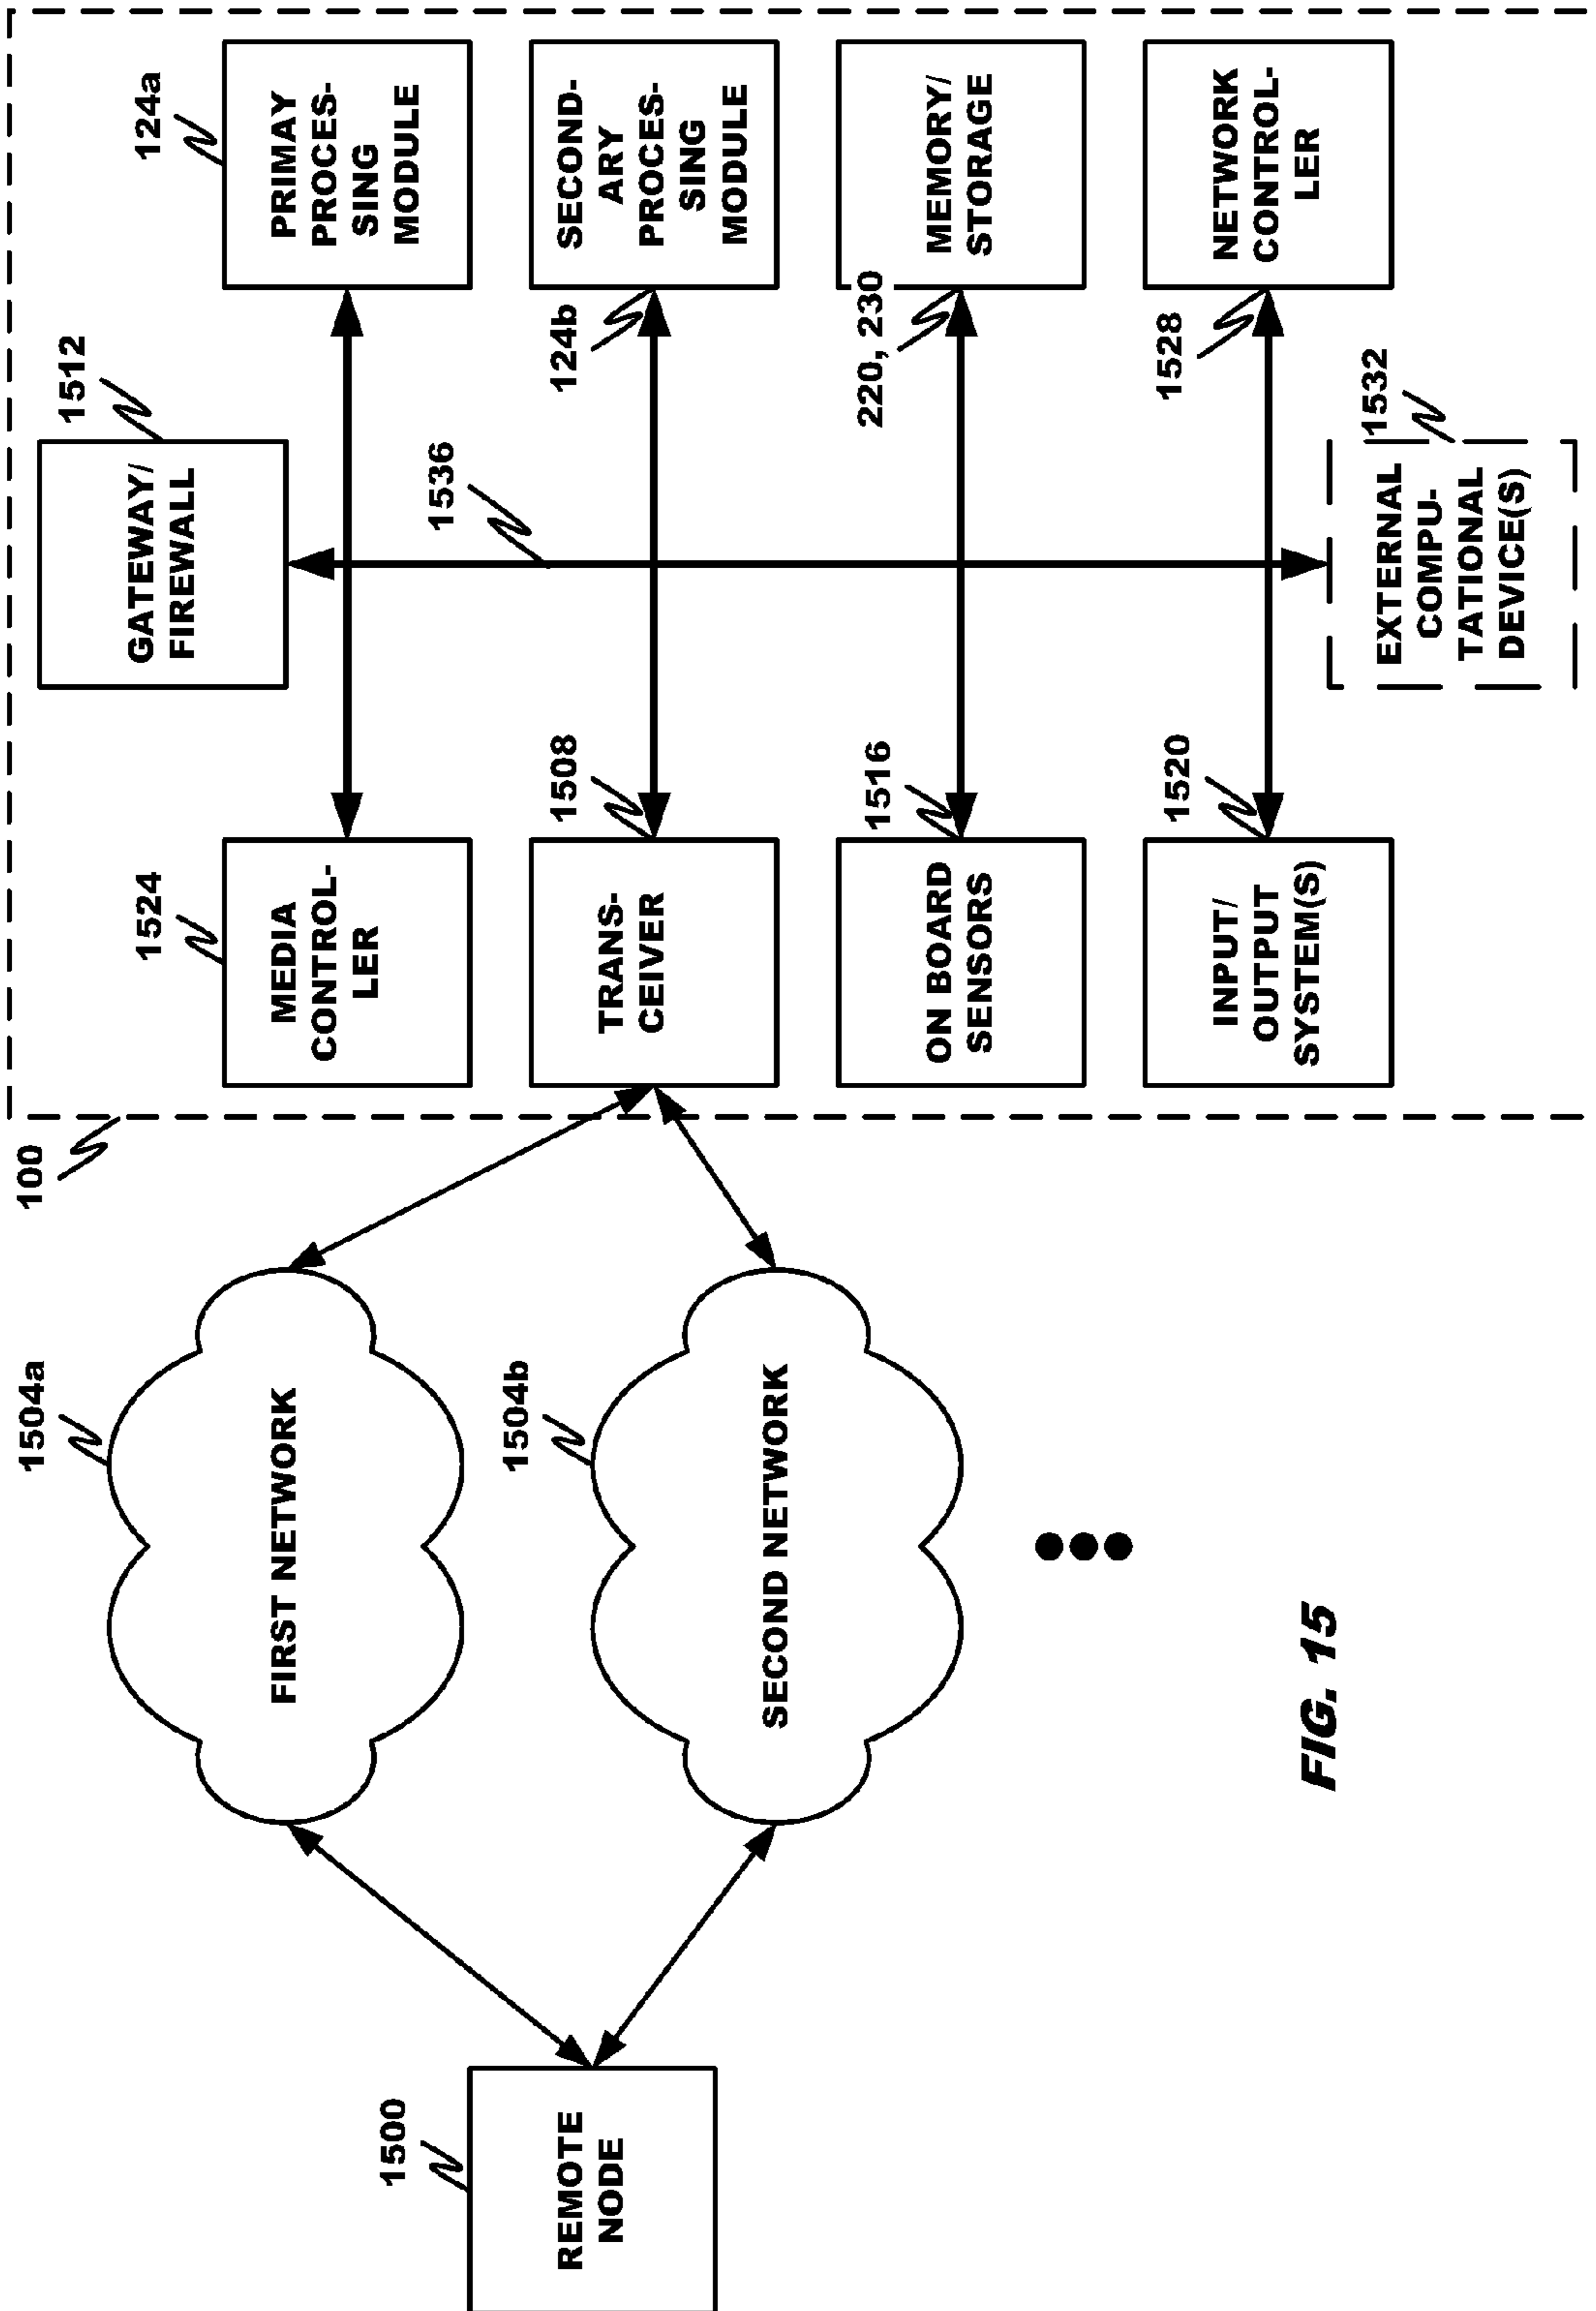 1500
REMOTE
NODE
1504a
FIRST NETWORK
1504b
SECOND NETWORK
100
1524
MEDIA
CONTROL-
LER
1508
TRANS-
CEIVER
1516
ON BOARD
SENSORS
1520
INPUT/
OUTPUT
SYSTEM(S)
1512
GATEWAY/
FIREWALL
1536
1532
EXTERNAL
COMPU-
TATIONAL
DEVICE(S)
124a
PRIMAY
PROCES-
SING
MODULE
124b
SECOND-
ARY
PROCES-
SING
MODULE
220, 230
MEMORY/
STORAGE
1528
NETWORK
CONTROL-
LER
FIG. 15